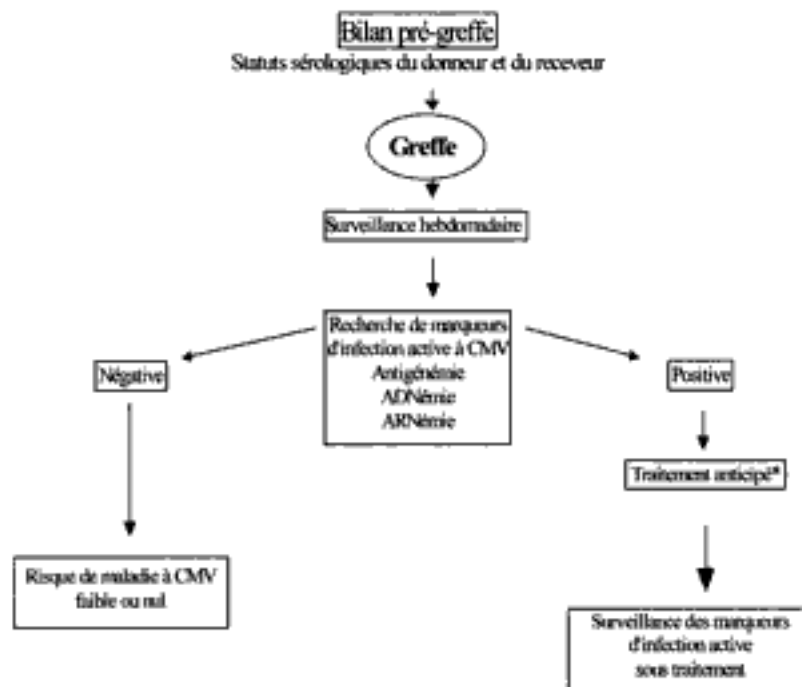 Bilan pré-greffe
Statuts sérologiques du donneur et du receveur
Greffe
Surveillance hebdomadaire
Recherche de marqueurs
d'infection active à CMV
Antigénémie
ADNémie
ARNémie
Négative
Positive
Traitement anticipé*
Risque de maladie à CMV
faible ou nul
Surveillance des marqueurs
d'infection active
sous traitement